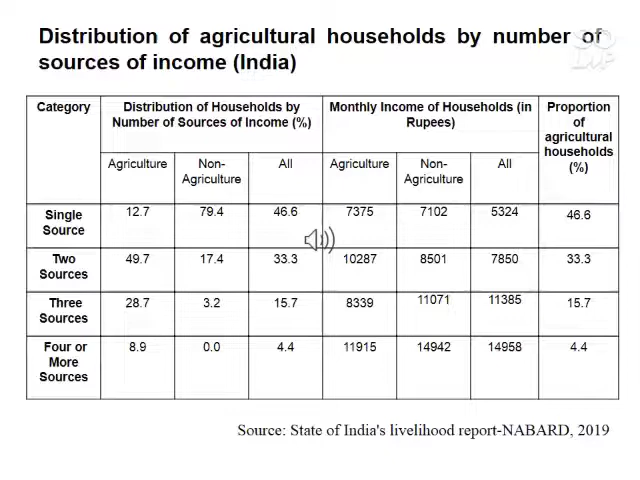 Distribution of agricultural households by number of
sources of income (India)
Category
Distribution of Households by
Number of Sources of Income (%)
Monthly Income of Households (in
Rupees)
Proportion
of
agricultural
households
(%)
Agriculture
Non-
Agriculture
All
Agriculture
Non-
Agriculture
All
Single
Source
12.7 79.4 46.6 7375 7102 5324 46.6
Two
Sources
49.7 17.4 33.3 10287 8501 7850 33.3
Three
Sources
28.7 3.2 15.7 8339 11071 11385 15.7
Four or
More
Sources
8.9 0.0 4.4 11915 14942 14958 4.4
Source: State of India's livelihood report-NABARD, 2019